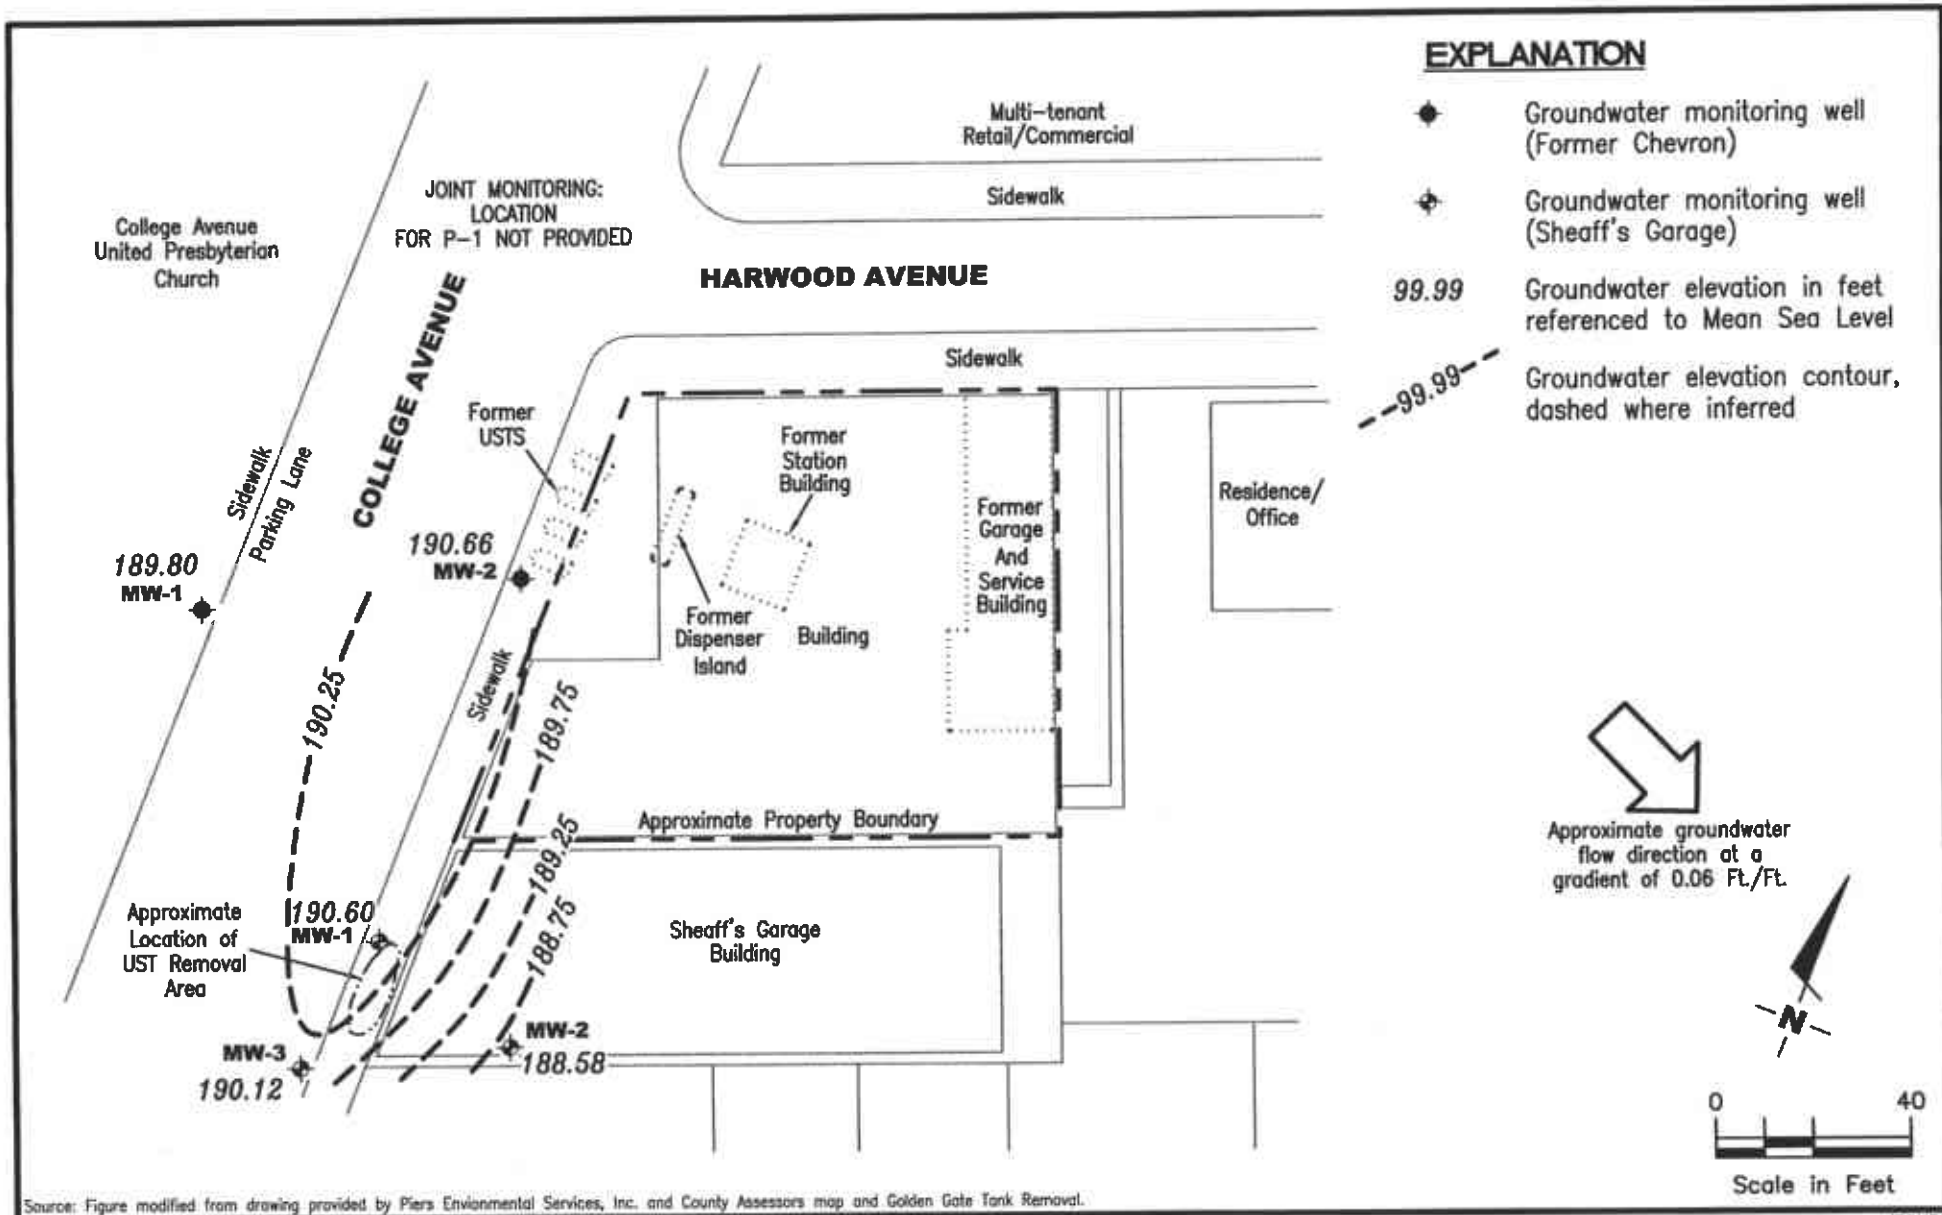 EXPLANATION
Groundwater monitoring well
(Former Chevron)
Groundwater monitoring well
(Sheaff's Garage)
99.99
Groundwater elevation in feet
referenced to Mean Sea Level
99.99
Groundwater elevation contour,
dashed where inferred
Multi-tenant
Retail/Commercial
Sidewalk
JOINT MONITORING:
LOCATION
FOR P-1 NOT PROVIDED
College Avenue
United Presbyterian
Church
HARWOOD AVENUE
COLLEGE AVENUE
Sidewalk
Sidewalk
Parking Lane
Former
USTS
Former
Station
Building
Former
Garage
And
Service
Building
Residence/
Office
190.66
MW-2
189.80
MW-1
Former
Dispenser
Island
Building
Sidewalk
190.25
189.75
189.25
188.75
Approximate Property Boundary
Approximate groundwater
flow direction at a
gradient of 0.06 Ft./Ft.
190.60
MW-1
Approximate
Location of
UST Removal
Area
Sheaff's Garage
Building
MW-2
188.58
MW-3
190.12
N
0 40
Scale in Feet
Source: Figure modified from drawing provided by Piers Envionmental Services, Inc. and County Assessors map and Golden Gate Tank Removal.